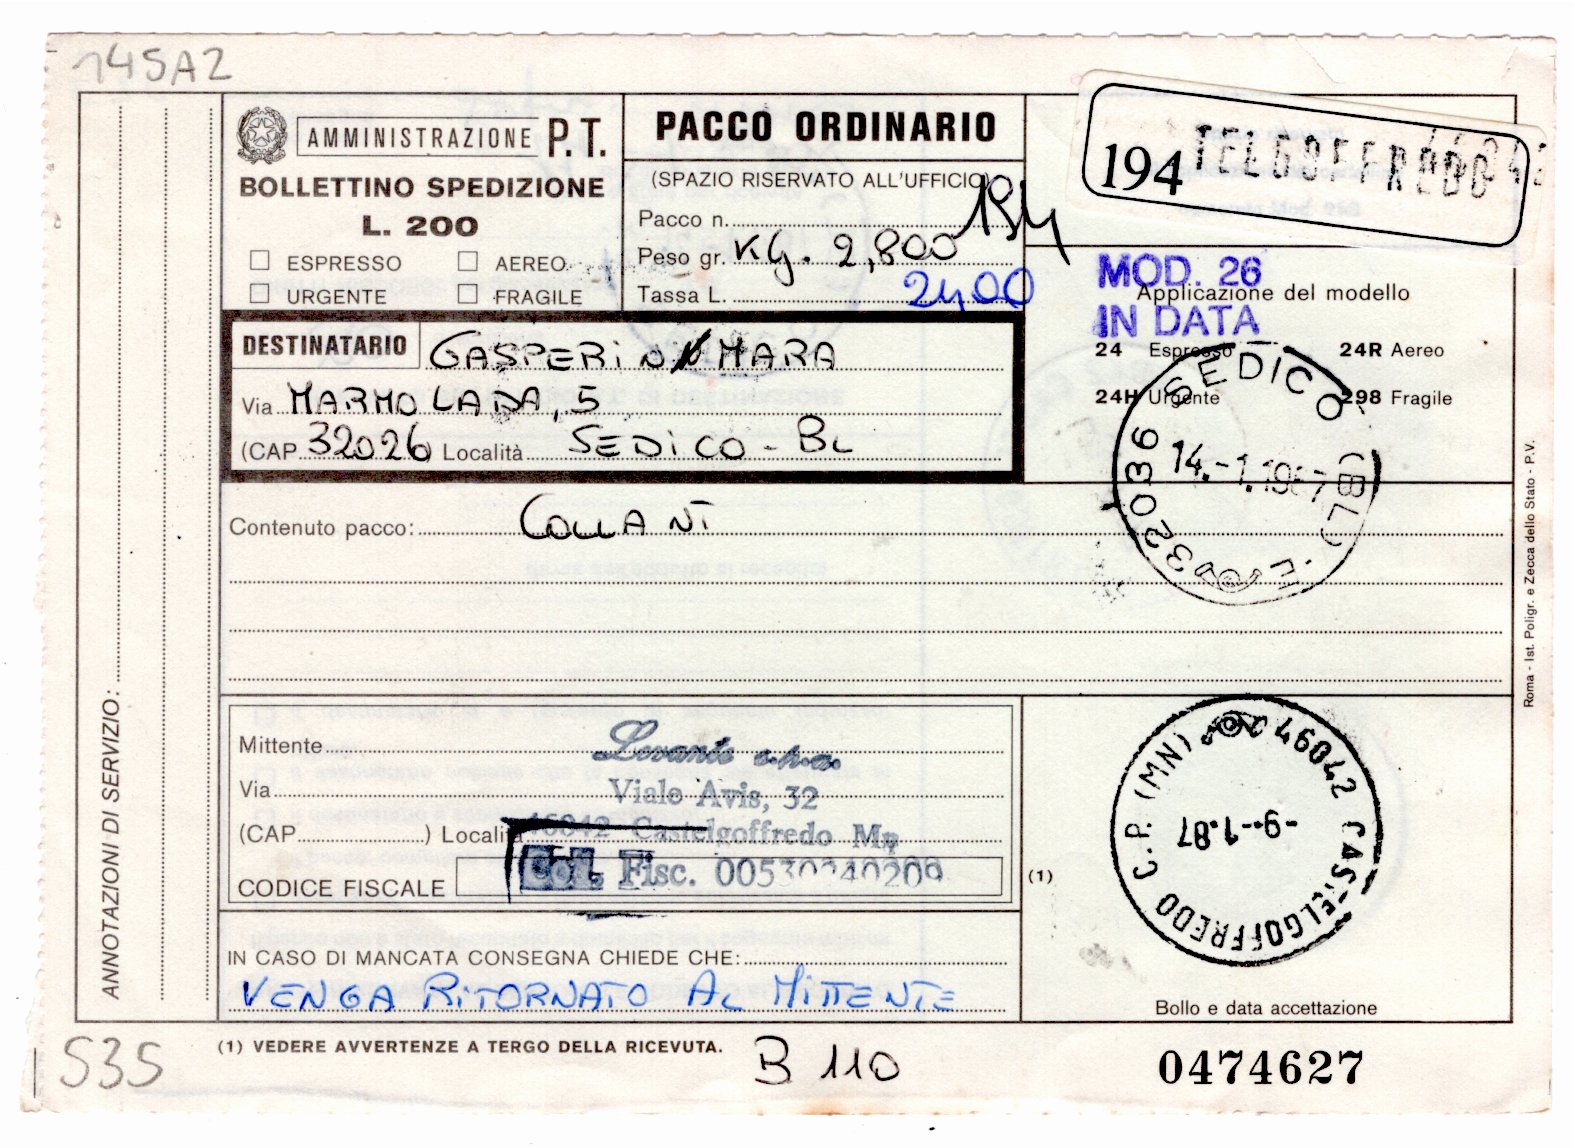 145A2
AMMINISTRAZIONE P.T.
BOLLETTINO SPEDIZIONE
L. 200
ESPRESSO AEREO
URGENTE FRAGILE
PACCO ORDINARIO
(SPAZIO RISERVATO ALL'UFFICIO)
Pacco n. 194
Peso gr. KG. 2,800
Tassa L. 2400
194 TELGOFFREDO
MOD. 26
IN DATA
Applicazione del modello
24 Espresso 24R Aereo
24H Urgente 298 Fragile
32036 SEDICO (BL)
14.-1.1987
DESTINATARIO GASPERIN MARA
Via MARMOLADA, 5
(CAP 32026) Località SEDICO - BL
Contenuto pacco: COLLANT
Roma - Ist. Poligr. e Zecca dello Stato - P.V.
ANNOTAZIONI DI SERVIZIO:
Mittente Levante s.p.a.
Via Viale Avis, 32
(CAP ) Località 46042 Castelgoffredo Mn
CODICE FISCALE Cod. Fisc. 00530340209
(1)
46042 CASTELGOFFREDO C.P. (MN)
-9.-1.87
IN CASO DI MANCATA CONSEGNA CHIEDE CHE:
VENGA RITORNATO AL MITTENTE
Bollo e data accettazione
(1) VEDERE AVVERTENZE A TERGO DELLA RICEVUTA.
535
B 110
0474627